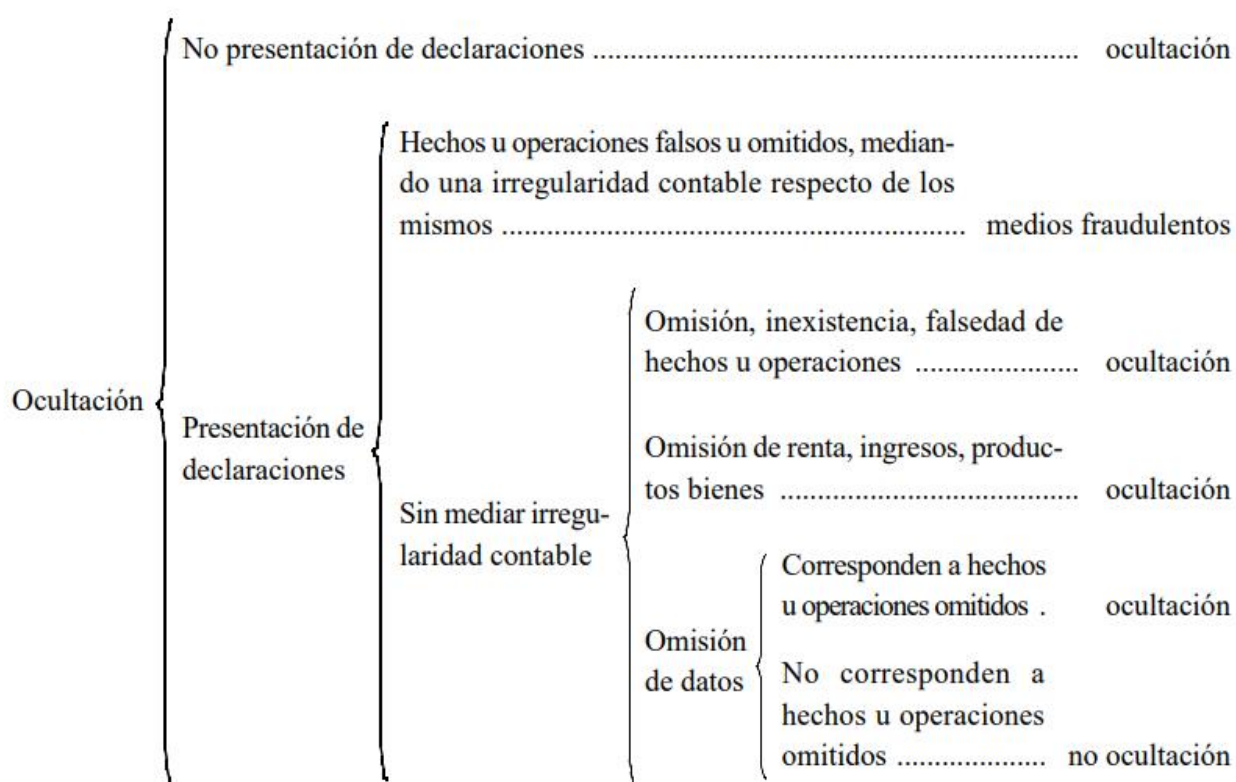 No presentación de declaraciones ................................................................. ocultación
Hechos u operaciones falsos u omitidos, median-
do una irregularidad contable respecto de los
mismos .............................................................. medios fraudulentos
Omisión, inexistencia, falsedad de
hechos u operaciones ...................... ocultación
Ocultación
Presentación de
declaraciones
Omisión de renta, ingresos, produc-
tos bienes ........................................ ocultación
Sin mediar irregu-
laridad contable
Corresponden a hechos
u operaciones omitidos . ocultación
Omisión
de datos
No corresponden a
hechos u operaciones
omitidos .................... no ocultación